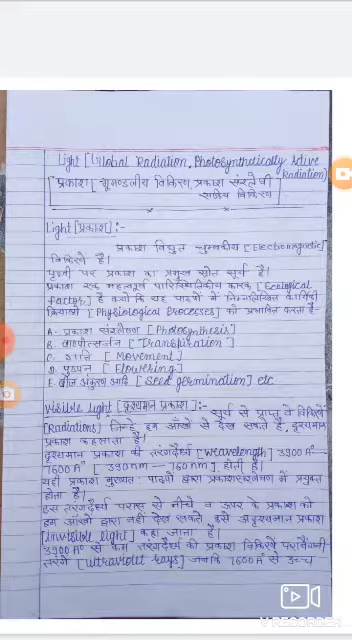 Light [Global Radiation, Photosynthetically Active
Radiation)
[प्रकाश [भूमण्डलीय विकिरण, प्रकाश संश्लेषी
सक्रिय विकिरण
Light [प्रकाश] :-
प्रकाश विद्युत चुम्बकीय [Electromagnetic]
विकिरण है।
पृथ्वी पर प्रकाश का प्रमुख स्रोत सूर्य है।
प्रकाश एक महत्वपूर्ण पारिस्थितिकीय कारक [Ecological
factor] है क्यों कि यह पादपों में निम्नलिखित कार्यिकी
क्रियाओं [Physiological Processes] को प्रभावित करता है-
A- प्रकाश संश्लेषण [Photosynthesis]
B. वाष्पोत्सर्जन [Transpiration]
C. गति [Movement]
D. पुष्पन [Flowering]
E. बीज अंकुरण आदि [Seed germination] etc
Visible light [दृश्यमान प्रकाश] :-
सूर्य से प्राप्त वे विकिरण
[Radiations] जिन्हें हम आँखों से देख सकते हैं, दृश्यमान
प्रकाश कहलाता है।
दृश्यमान प्रकाश की तरंगदैर्ध्य [wavelength] 3900 A° -
7600 A° [390nm - 760nm] होती है।
यही प्रकाश मुख्यतः पादपों द्वारा प्रकाशसंश्लेषण में प्रयुक्त
होता है।
इस तरंगदैर्ध्य परास से नीचे व ऊपर के प्रकाश को
हम आँखों द्वारा नहीं देख सकते इसे अदृश्यमान प्रकाश
[Invisible light] कहा जाता है।
3900 A° से कम तरंगदैर्ध्य की प्रकाश विकिरणें पराबैंगनी
तरंगे [ultraviolet rays] जबकि 7600 A° से उच्च
V RECORDER